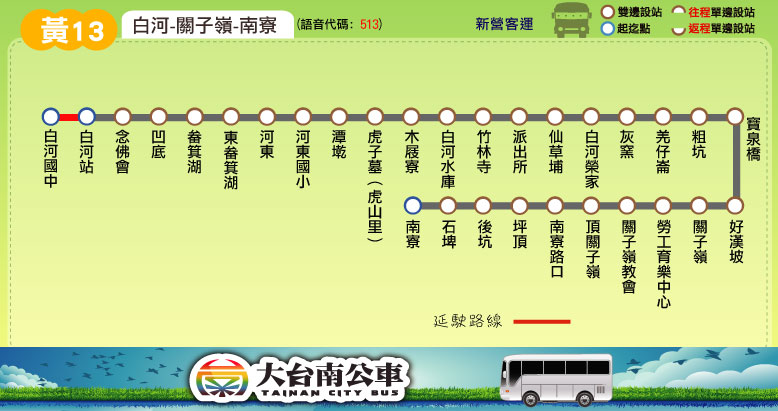 黃13
白河-關子嶺-南寮
(語音代碼：513)
新營客運
雙邊設站
起迄點
往程單邊設站
返程單邊設站
白河國中
白河站
念佛會
凹底
畚箕湖
東畚箕湖
河東
河東國小
潭墘
虎子墓(虎山里)
木屐寮
白河水庫
竹林寺
派出所
仙草埔
白河榮家
灰窯
羌仔崙
粗坑
寶泉橋
南寮
石埤
後坑
坪頂
南寮路口
頂關子嶺
關子嶺教會
勞工育樂中心
關子嶺
好漢坡
延駛路線
大台南公車
TAINAN CITY BUS